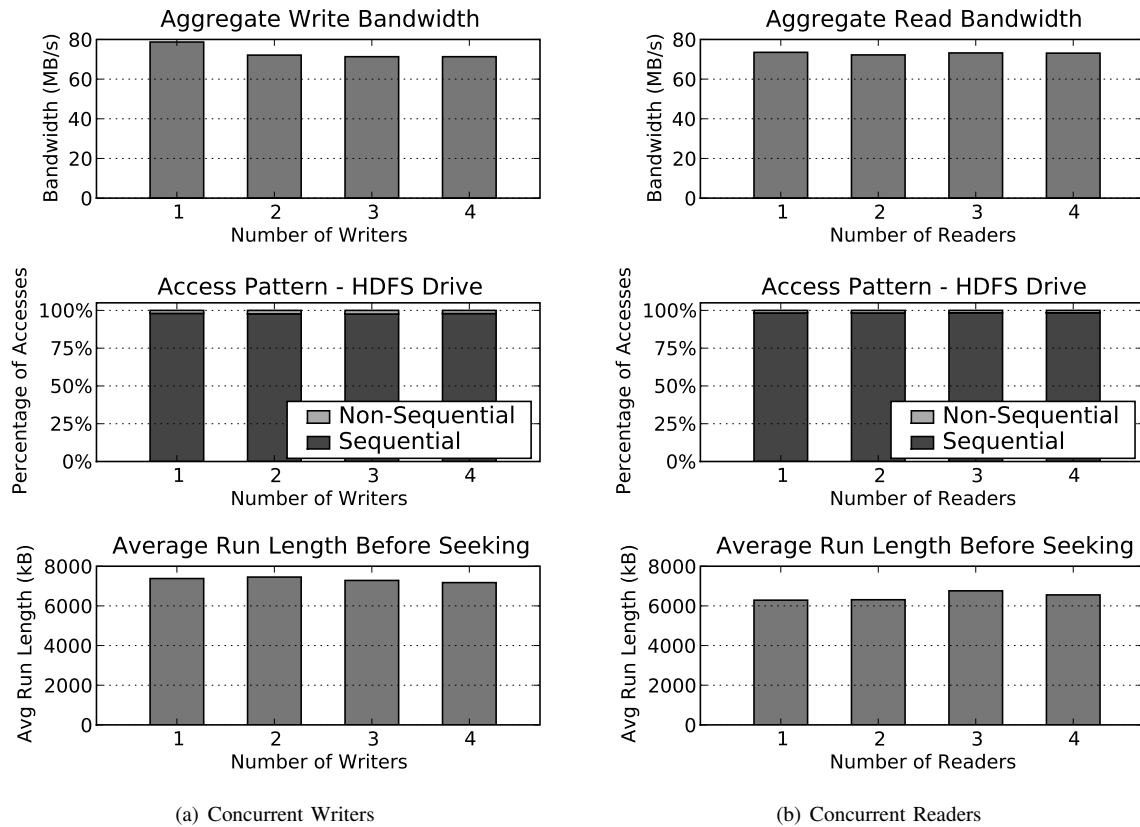 Aggregate Write Bandwidth
Bandwidth (MB/s)
80
60
40
20
0
1 2 3 4
Number of Writers
Access Pattern - HDFS Drive
Percentage of Accesses
100%
75%
50%
25%
0%
Non-Sequential
Sequential
1 2 3 4
Number of Writers
Average Run Length Before Seeking
Avg Run Length (kB)
8000
6000
4000
2000
0
1 2 3 4
Number of Writers
(a) Concurrent Writers
Aggregate Read Bandwidth
Bandwidth (MB/s)
80
60
40
20
0
1 2 3 4
Number of Readers
Access Pattern - HDFS Drive
Percentage of Accesses
100%
75%
50%
25%
0%
Non-Sequential
Sequential
1 2 3 4
Number of Readers
Average Run Length Before Seeking
Avg Run Length (kB)
8000
6000
4000
2000
0
1 2 3 4
Number of Readers
(b) Concurrent Readers